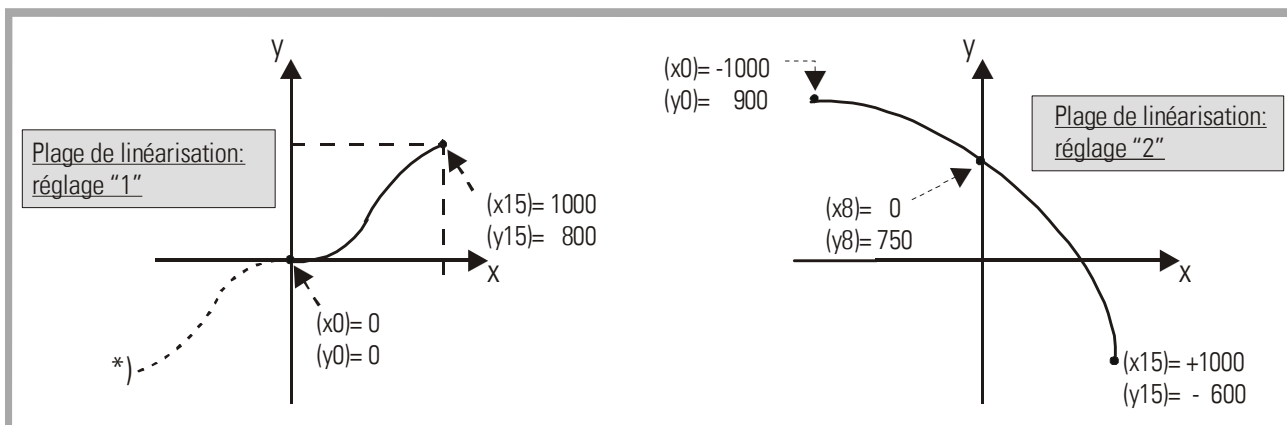 y
Plage de linéarisation:
réglage “1”
(x15)= 1000
(y15)= 800
x
(x0)= 0
(y0)= 0
*)
y
(x0)= -1000
(y0)= 900
Plage de linéarisation:
réglage “2”
(x8)= 0
(y8)= 750
x
(x15)= +1000
(y15)= - 600